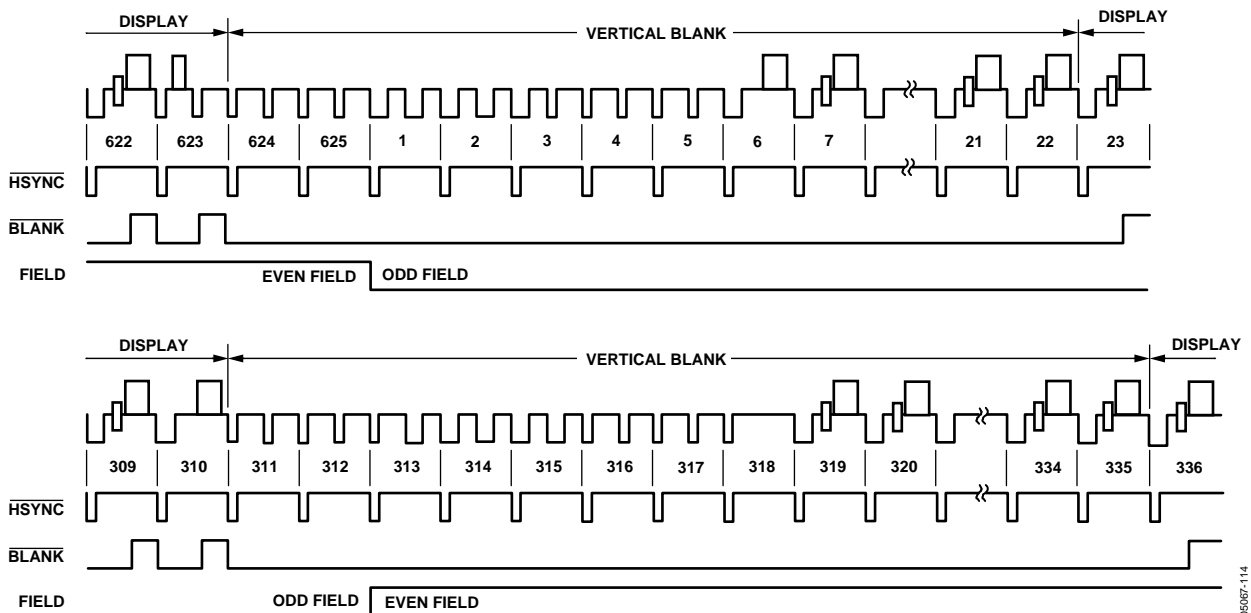 DISPLAY VERTICAL BLANK DISPLAY
622 623 624 625 1 2 3 4 5 6 7 21 22 23
HSYNC
BLANK
FIELD EVEN FIELD ODD FIELD
DISPLAY VERTICAL BLANK DISPLAY
309 310 311 312 313 314 315 316 317 318 319 320 334 335 336
HSYNC
BLANK
FIELD ODD FIELD EVEN FIELD